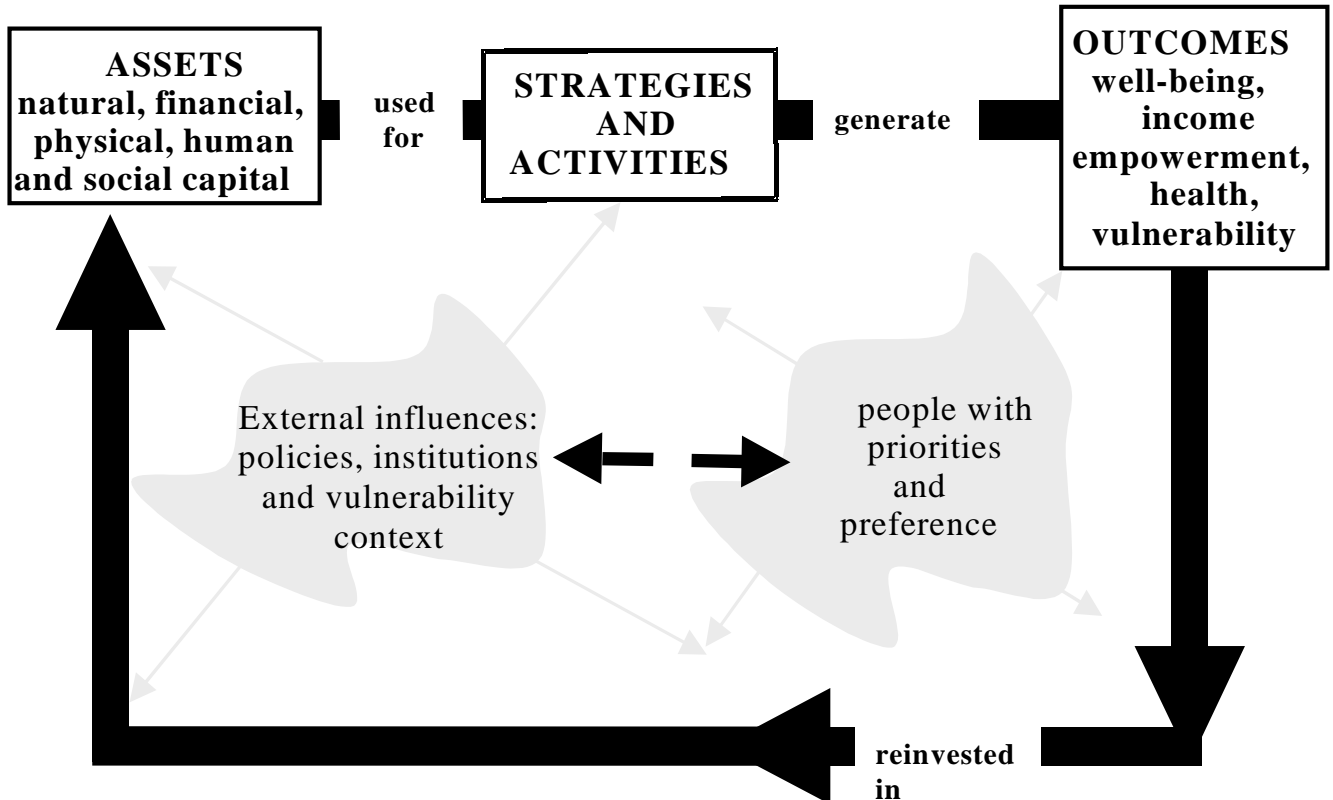 ASSETS
natural, financial,
physical, human
and social capital
used
for
STRATEGIES
AND
ACTIVITIES
generate
OUTCOMES
well-being,
income
empowerment,
health,
vulnerability
External influences:
policies, institutions
and vulnerability
context
people with
priorities
and
preference
reinvested
in